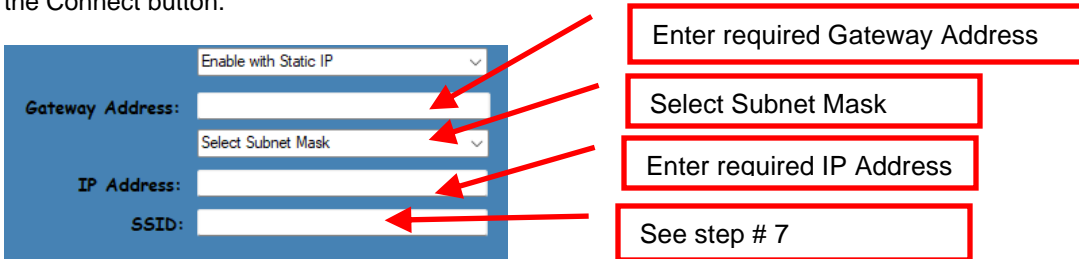 the Connect button.
Enable with Static IP
Enter required Gateway Address
Gateway Address:
Select Subnet Mask
Select Subnet Mask
IP Address:
Enter required IP Address
SSID:
See step # 7